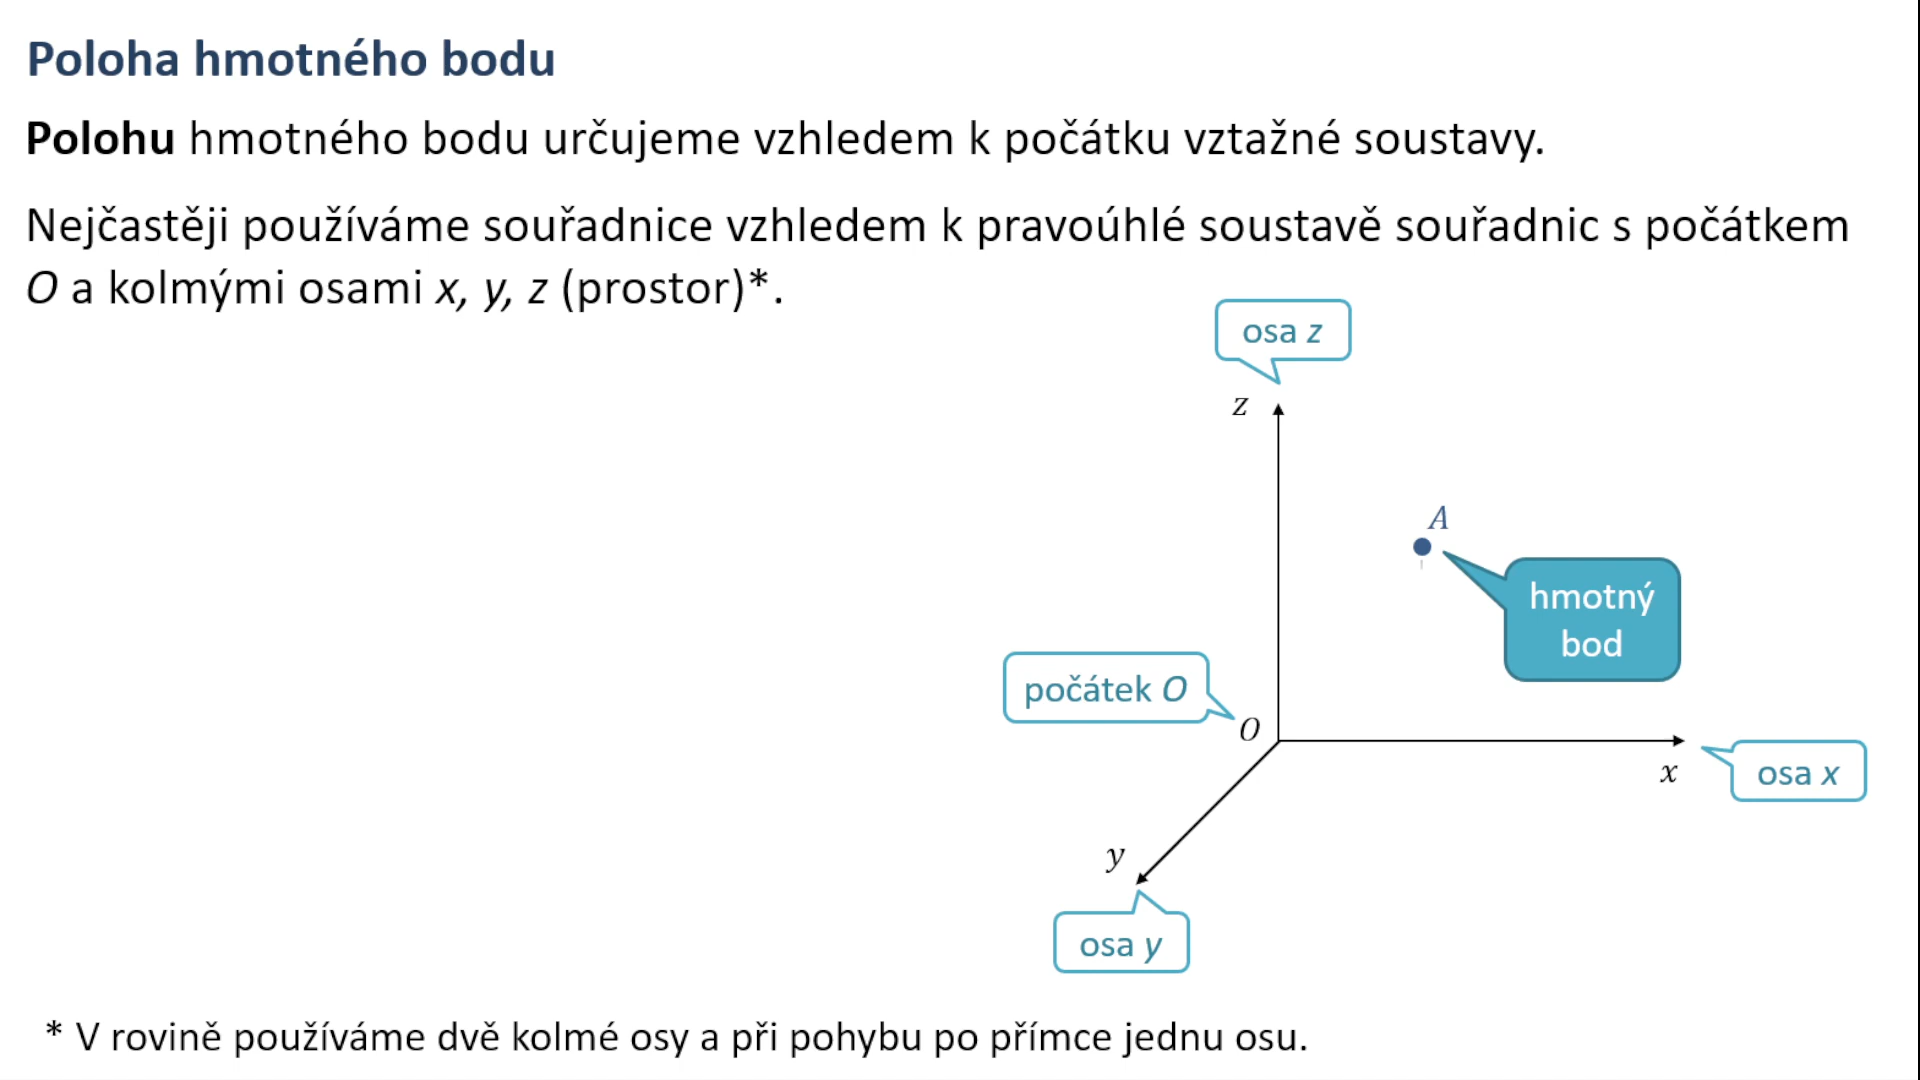 Poloha hmotného bodu
Polohu hmotného bodu určujeme vzhledem k počátku vztažné soustavy.
Nejčastěji používáme souřadnice vzhledem k pravoúhlé soustavě souřadnic s počátkem
O a kolmými osami x, y, z (prostor)*.
osa z
z
A
hmotný
bod
počátek O
O
x
osa x
y
osa y
* V rovině používáme dvě kolmé osy a při pohybu po přímce jednu osu.